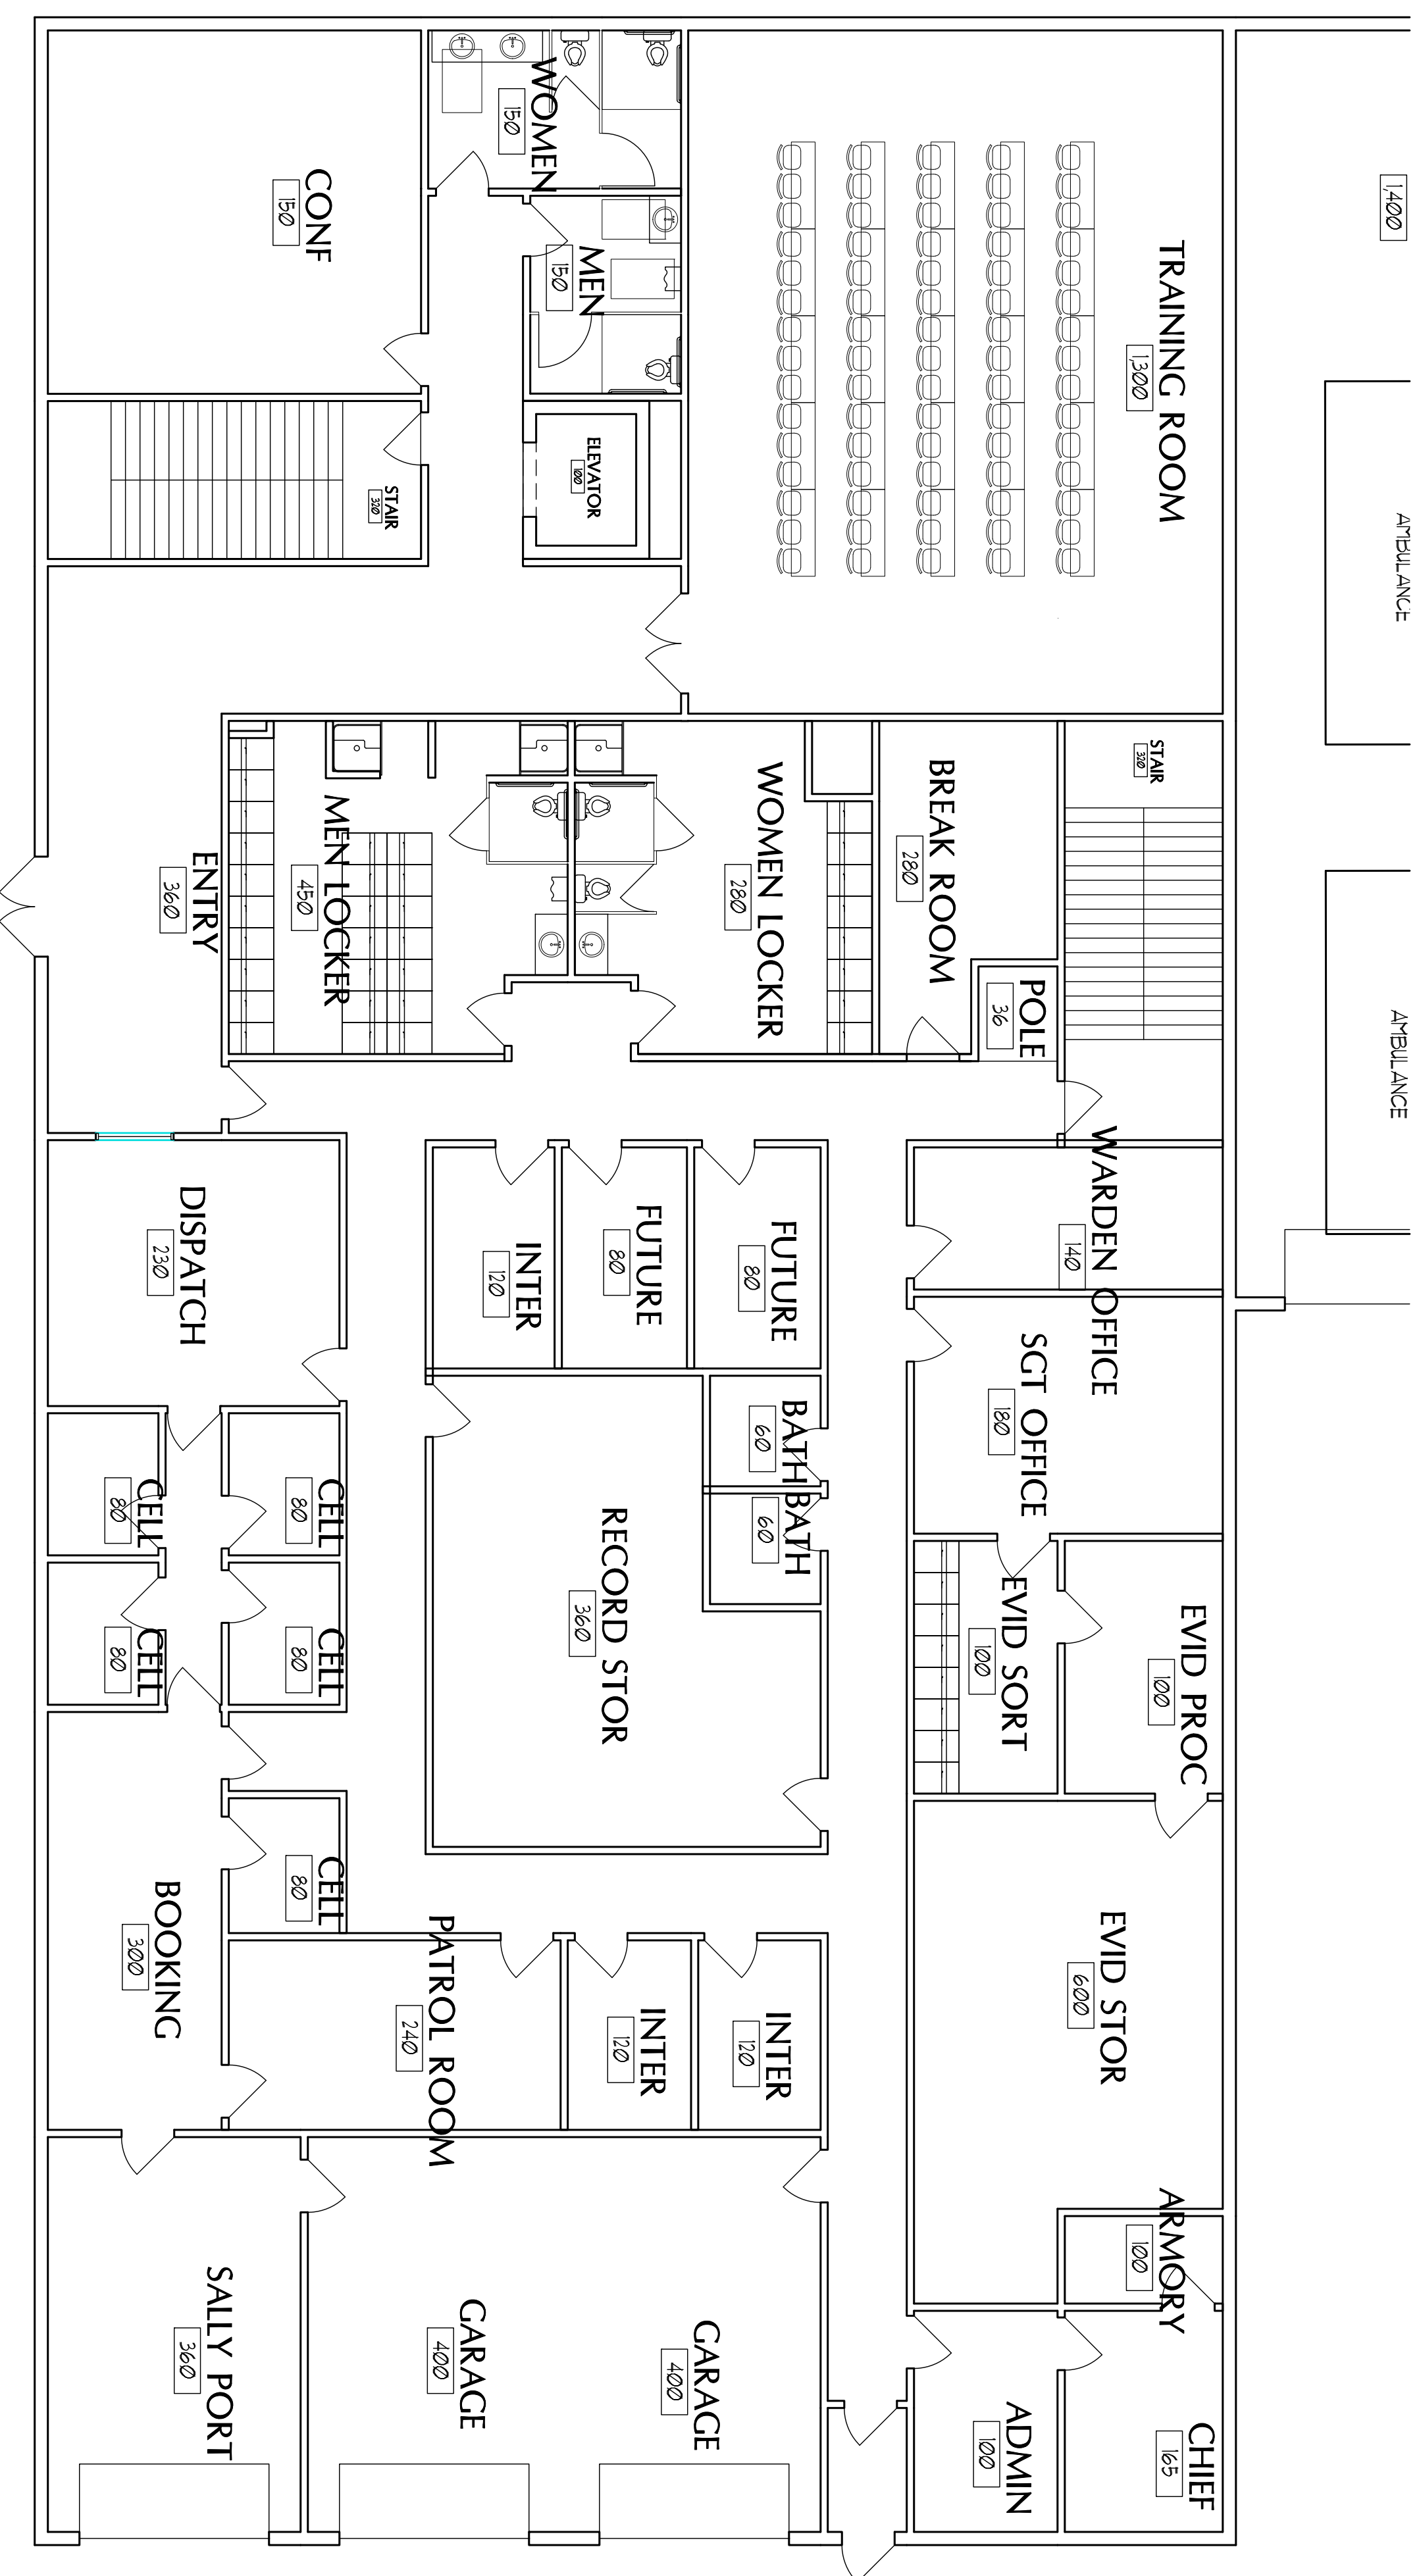 1,400
AMBULANCE
AMBULANCE
TRAINING ROOM
1,300
WOMEN
150
MEN
150
CONF
150
ELEVATOR
100
STAIR
320
STAIR
320
BREAK ROOM
280
POLE
36
WOMEN LOCKER
280
MEN LOCKER
450
ENTRY
360
WARDEN OFFICE
140
SGT OFFICE
180
FUTURE
80
FUTURE
80
INTER
120
DISPATCH
230
BATH
60
BATH
60
RECORD STOR
360
CELL
80
CELL
80
CELL
80
CELL
80
EVID SORT
100
EVID PROC
100
EVID STOR
600
CELL
80
BOOKING
300
PATROL ROOM
240
INTER
120
INTER
120
ARMORY
100
SALLY PORT
360
GARAGE
400
GARAGE
400
ADMIN
100
CHIEF
165